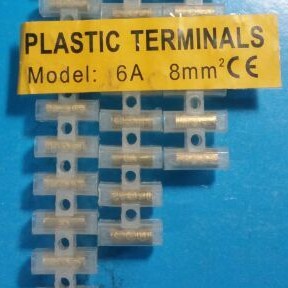 PLASTIC TERMINALS
Model: 6A 8mm² CE